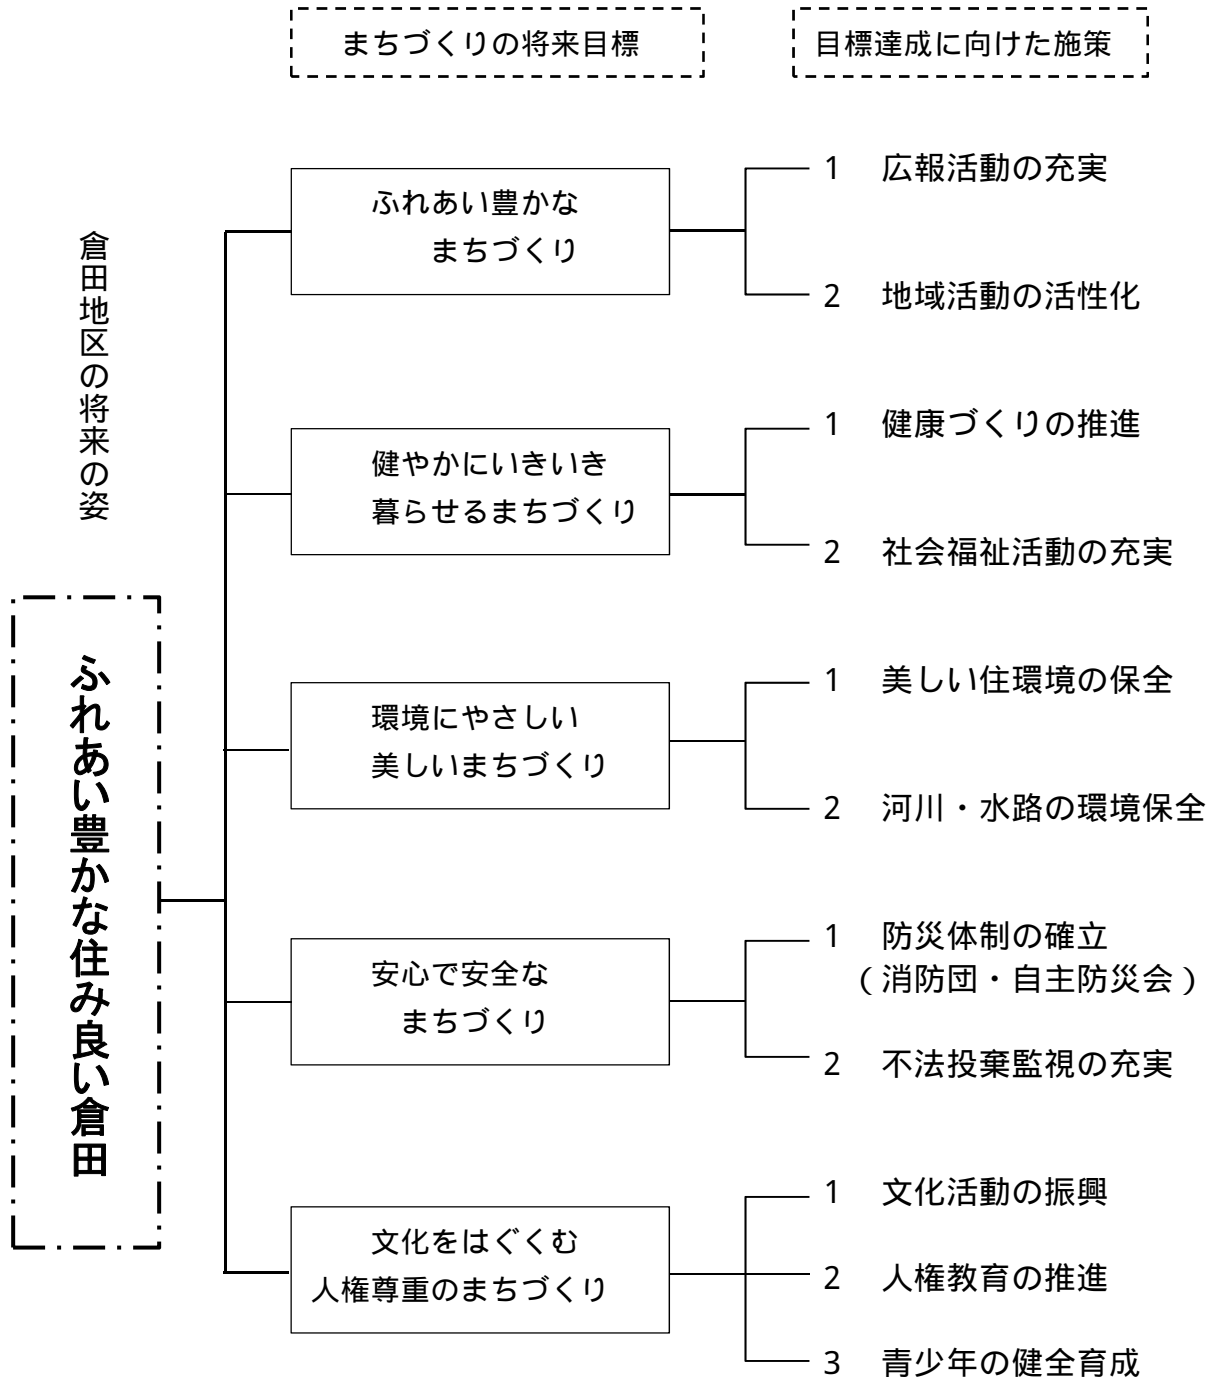 まちづくりの将来目標
目標達成に向けた施策
倉田地区の将来の姿
ふれあい豊かな住み良い倉田
ふれあい豊かな
まちづくり
1 広報活動の充実
2 地域活動の活性化
健やかにいきいき
暮らせるまちづくり
1 健康づくりの推進
2 社会福祉活動の充実
環境にやさしい
美しいまちづくり
1 美しい住環境の保全
2 河川・水路の環境保全
安心で安全な
まちづくり
1 防災体制の確立
(消防団・自主防災会)
2 不法投棄監視の充実
文化をはぐくむ
人権尊重のまちづくり
1 文化活動の振興
2 人権教育の推進
3 青少年の健全育成